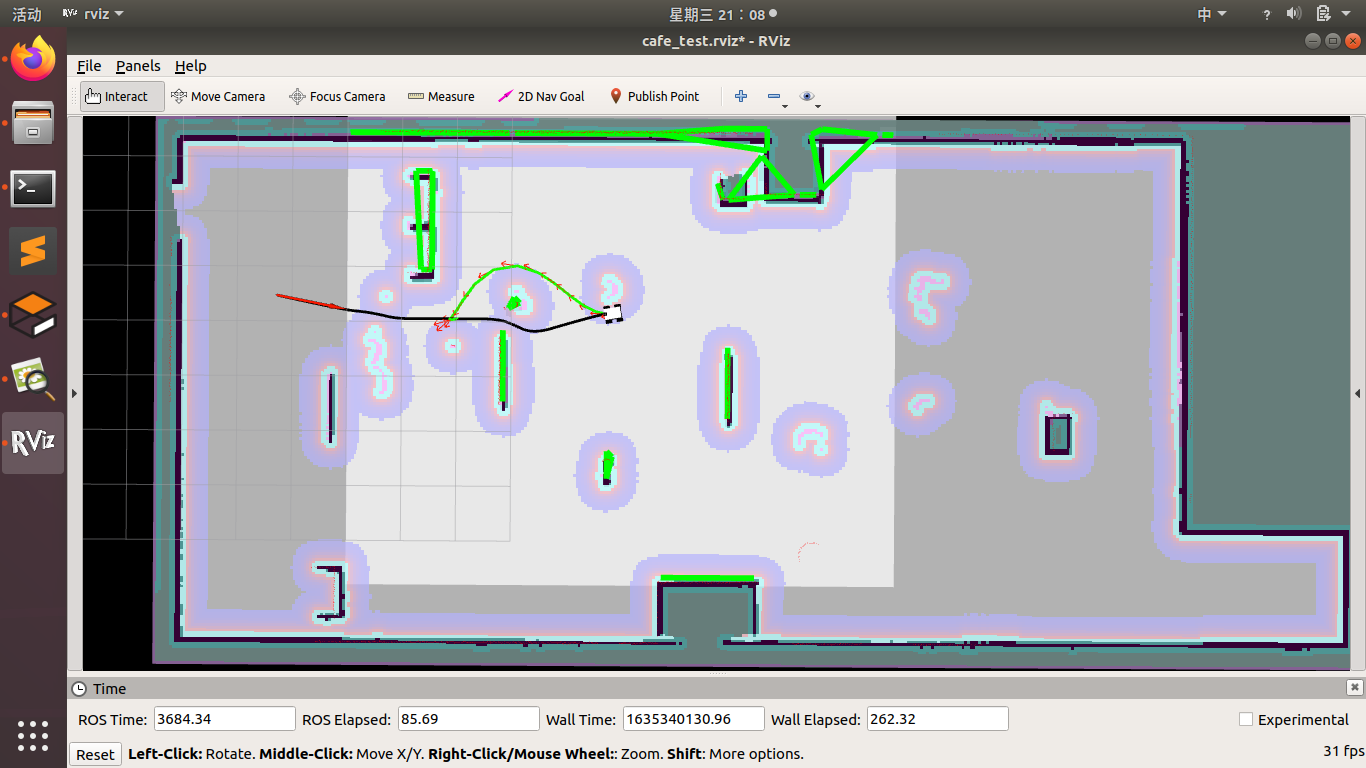 活动 rviz 星期三 21：08 中 ?
cafe_test.rviz* - RViz
File Panels Help
Interact Move Camera Focus Camera Measure 2D Nav Goal Publish Point
RViz
Time
ROS Time: 3684.34 ROS Elapsed: 85.69 Wall Time: 1635340130.96 Wall Elapsed: 262.32 Experimental
Reset Left-Click: Rotate. Middle-Click: Move X/Y. Right-Click/Mouse Wheel:: Zoom. Shift: More options. 31 fps